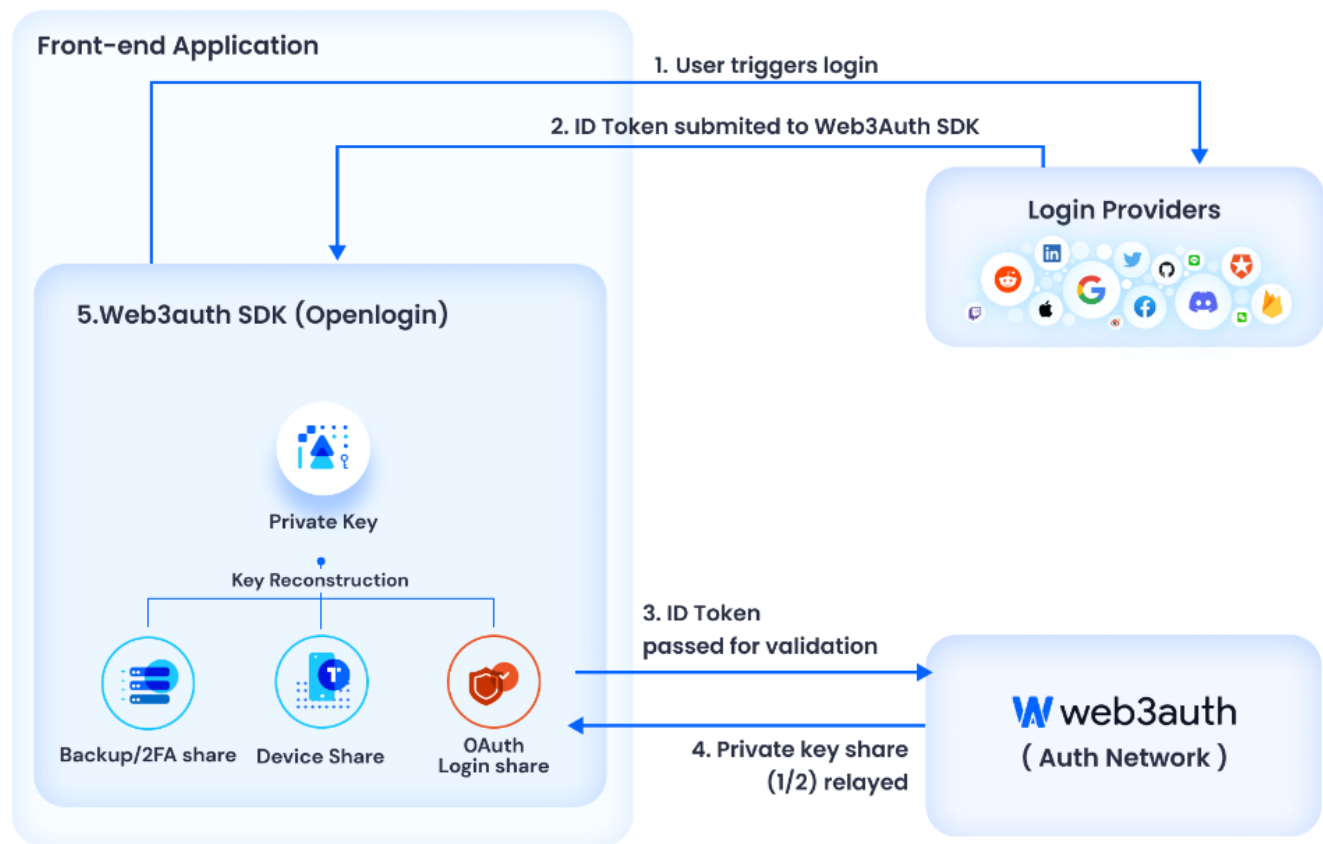 Front-end Application
1. User triggers login
2. ID Token submited to Web3Auth SDK
Login Providers
in
5.Web3auth SDK (Openlogin)
Private Key
Key Reconstruction
3. ID Token
passed for validation
T
Backup/2FA share
Device Share
OAuth
Login share
4. Private key share
(1/2) relayed
web3auth
( Auth Network )